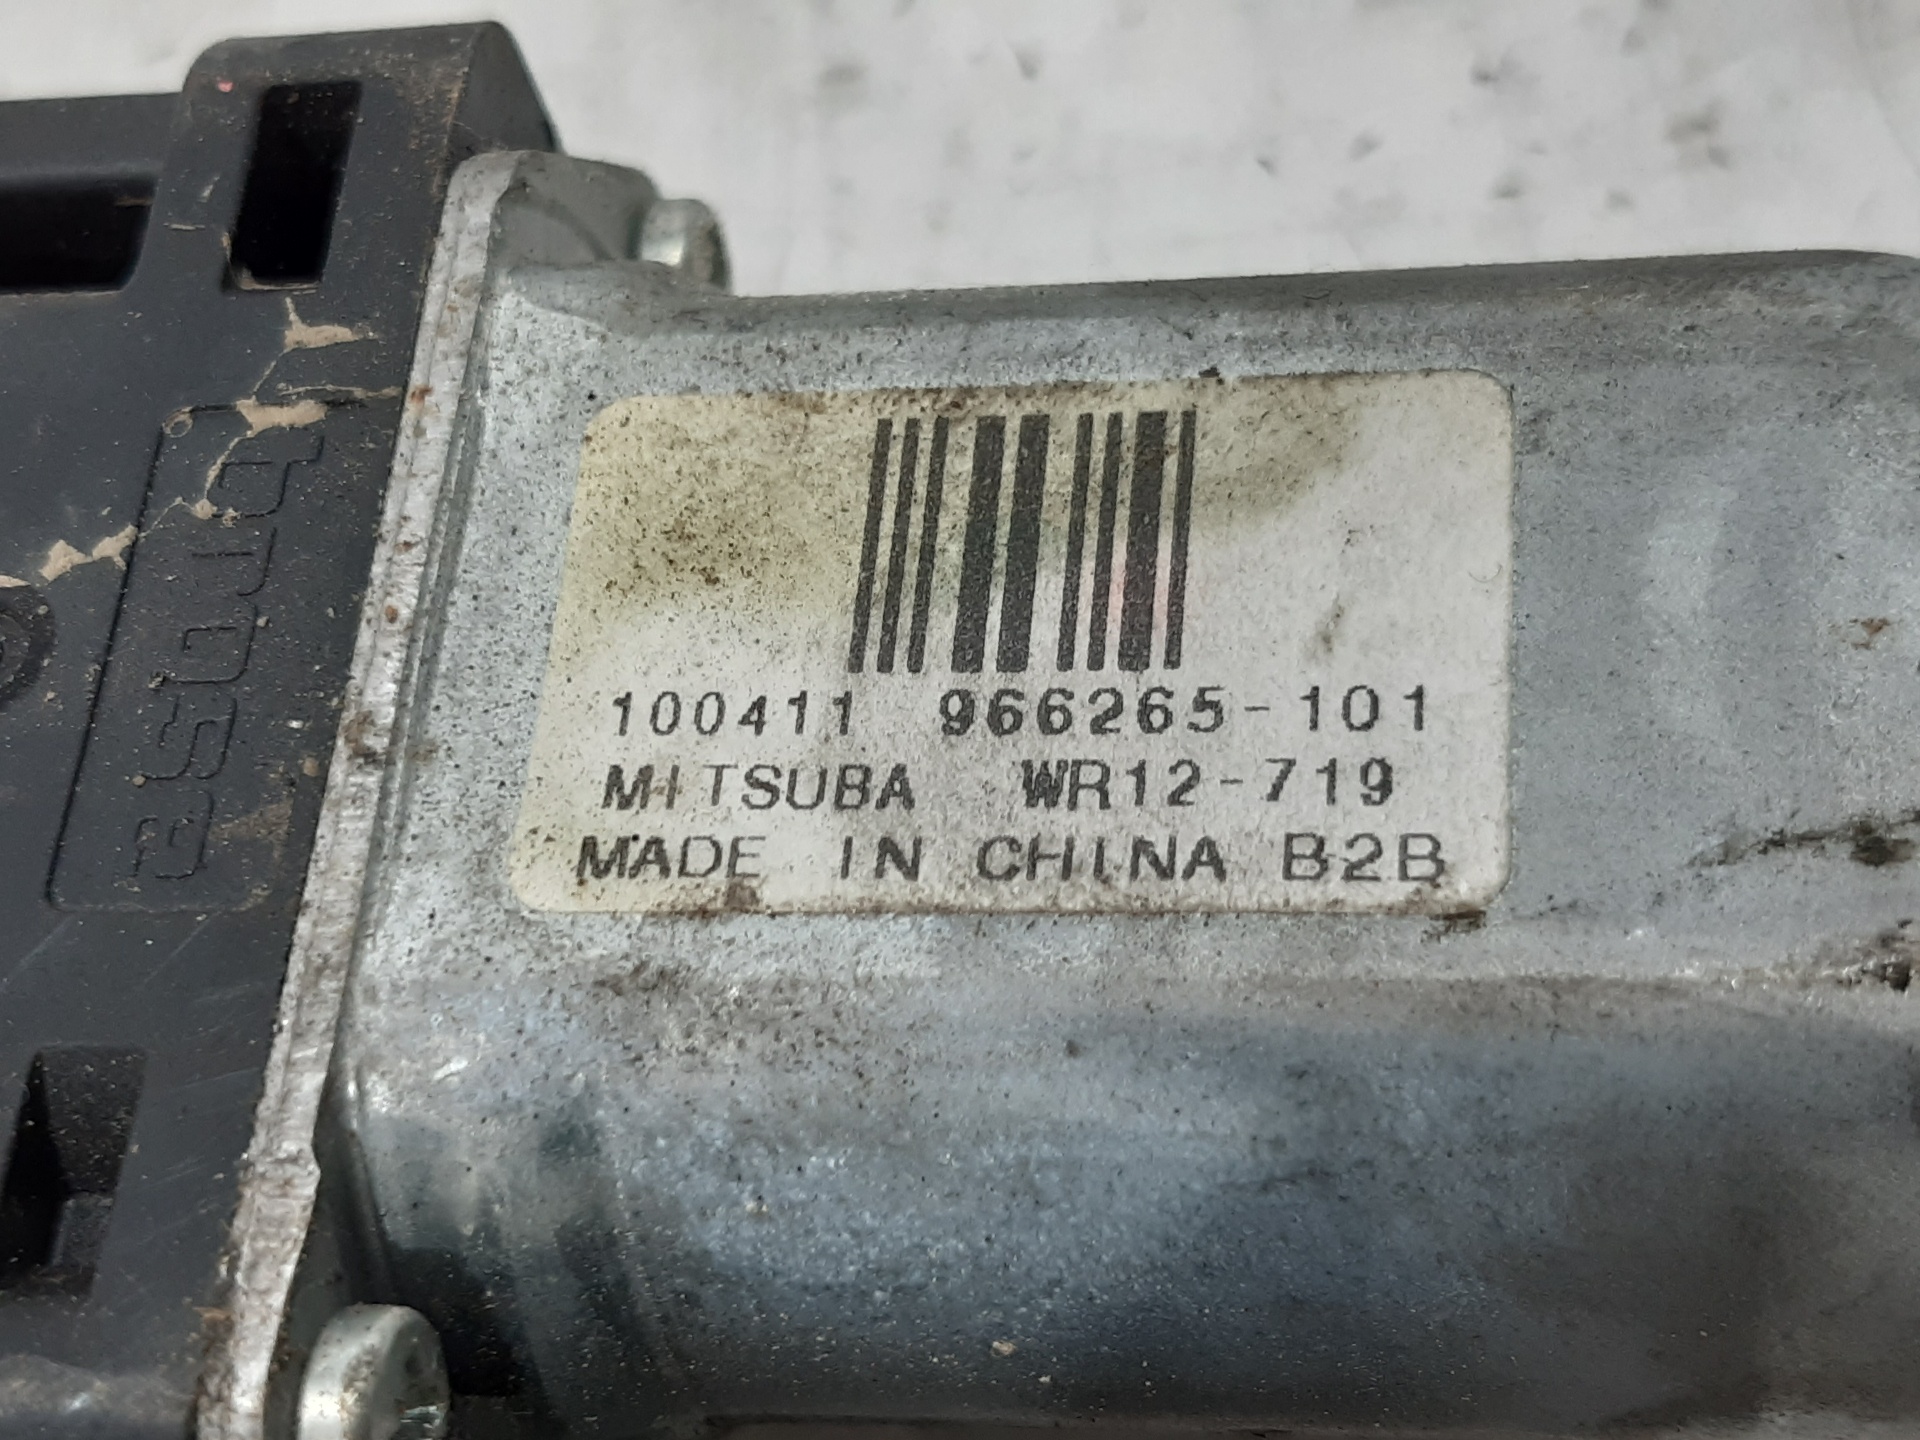 100411 966265-101
MITSUBA WR12-719
MADE IN CHINA B2B